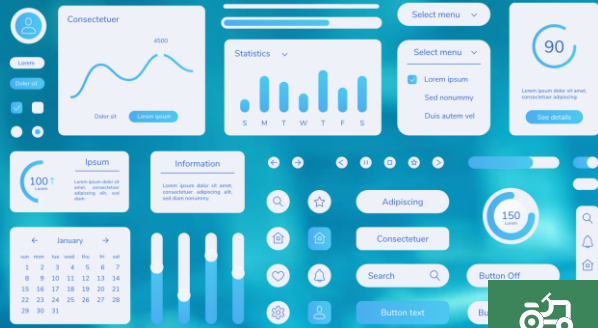 Consectetuer
4500
Dolor sit
Lorem ipsum
Lorem
Dolor sit
Statistics
S M T W T F S
Select menu
Select menu
Lorem ipsum
Sed nonummy
Duis autem vel
90
Lorem ipsum dolor sit amet,
consectetuer adipiscing
See details
100
Lorem
Ipsum
Lorem ipsum dolor sit
amet, consectetuer
adipiscing elit, sed
diam.
Information
Lorem ipsum dolor sit amet,
consectetuer adipiscing elit,
sed diam nonummy.
January
sun mon tue wed thu fri sat
1 2 3 4 5 6 7
8 9 10 11 12 13 14
15 16 17 18 19 20 21
22 23 24 25 26 27 28
29 30 31
Adipiscing
Consectetuer
Search
Button text
150
Lorem
Button Off